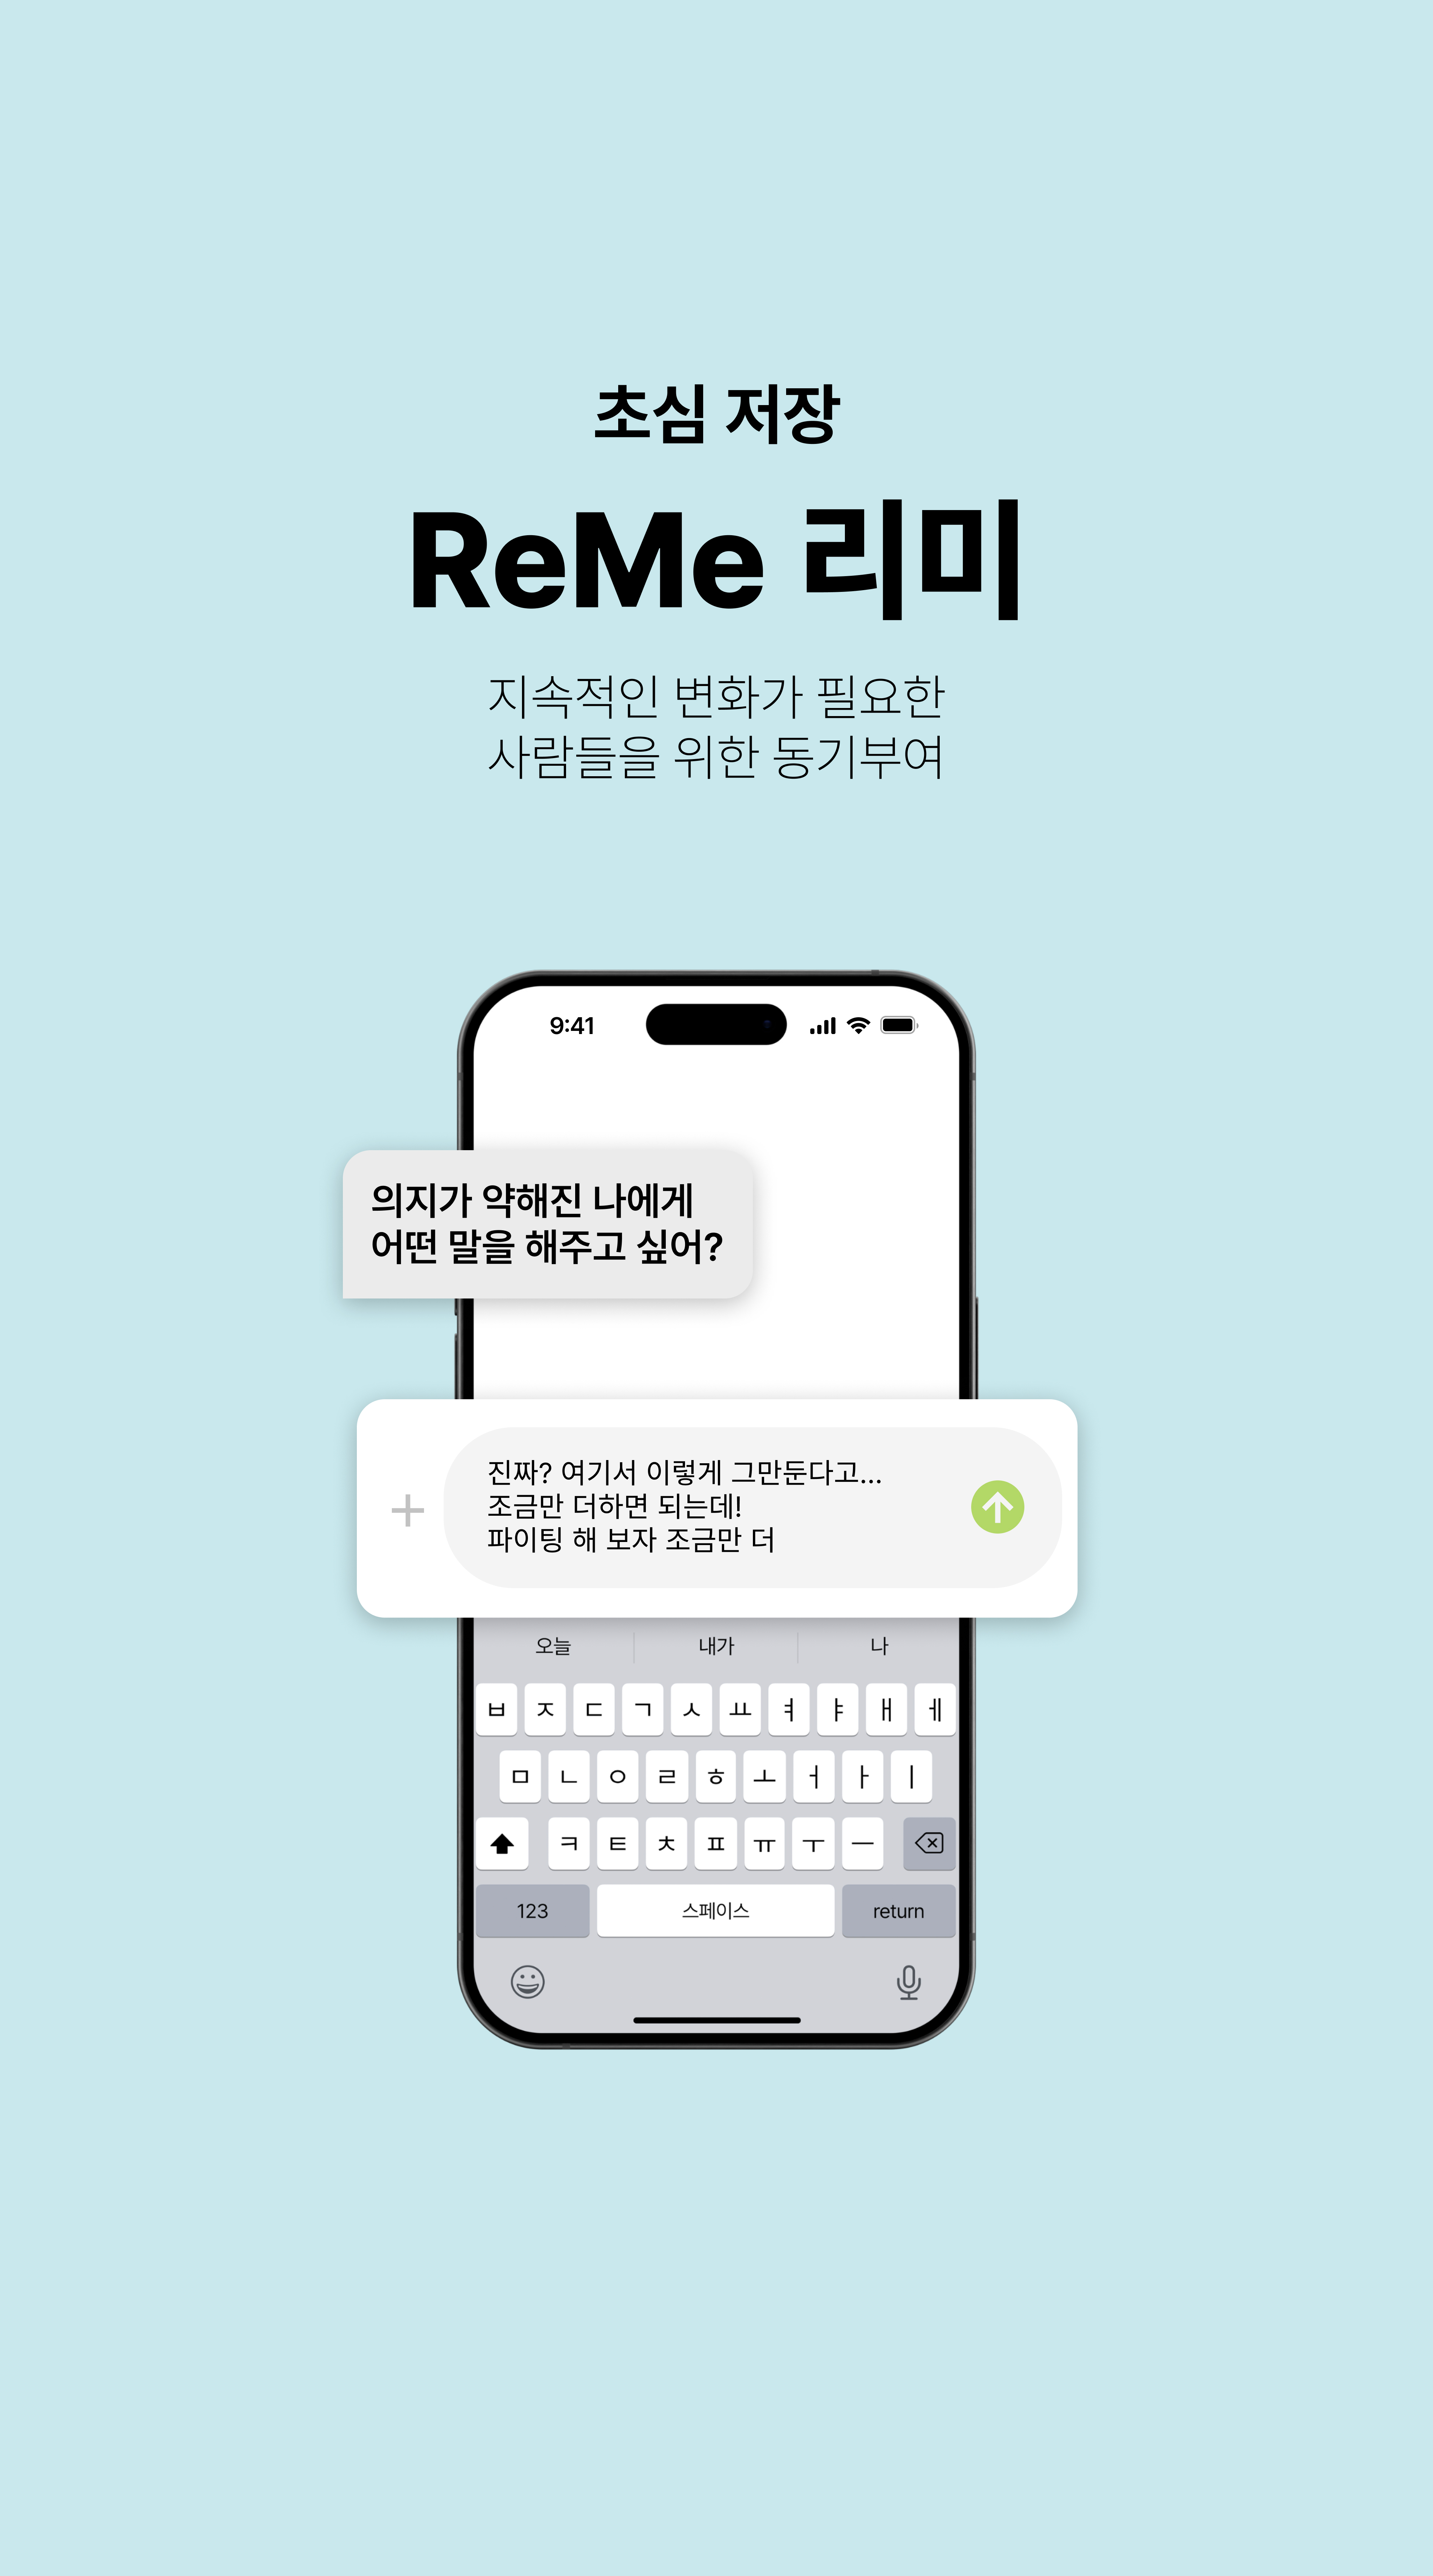 초심 저장
ReMe 리미
지속적인 변화가 필요한
사람들을 위한 동기부여
9:41
의지가 약해진 나에게
어떤 말을 해주고 싶어?
진짜? 여기서 이렇게 그만둔다고...
조금만 더하면 되는데!
파이팅 해 보자 조금만 더
오늘 내가 나
ㅂ ㅈ ㄷ ㄱ ㅅ ㅛ ㅕ ㅑ ㅐ ㅔ
ㅁ ㄴ ㅇ ㄹ ㅎ ㅗ ㅓ ㅏ ㅣ
ㅋ ㅌ ㅊ ㅍ ㅠ ㅜ ㅡ
123 스페이스 return